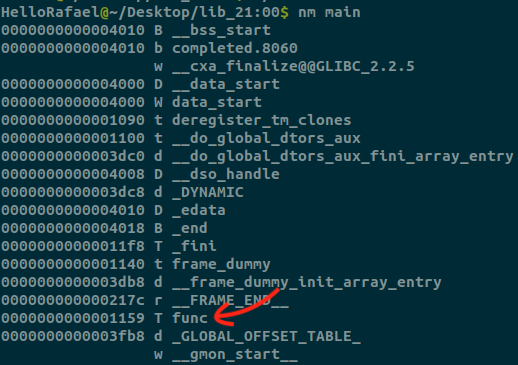 HelloRafael@~/Desktop/lib_21:00$ nm main
0000000000004010 B __bss_start
0000000000004010 b completed.8060
w __cxa_finalize@@GLIBC_2.2.5
0000000000004000 D __data_start
0000000000004000 W data_start
0000000000001090 t deregister_tm_clones
0000000000001100 t __do_global_dtors_aux
0000000000003dc0 d __do_global_dtors_aux_fini_array_entry
0000000000004008 D __dso_handle
0000000000003dc8 d _DYNAMIC
0000000000004010 D _edata
0000000000004018 B _end
00000000000011f8 T _fini
0000000000001140 t frame_dummy
0000000000003db8 d __frame_dummy_init_array_entry
000000000000217c r __FRAME_END__
0000000000001159 T func
0000000000003fb8 d _GLOBAL_OFFSET_TABLE_
w __gmon_start__